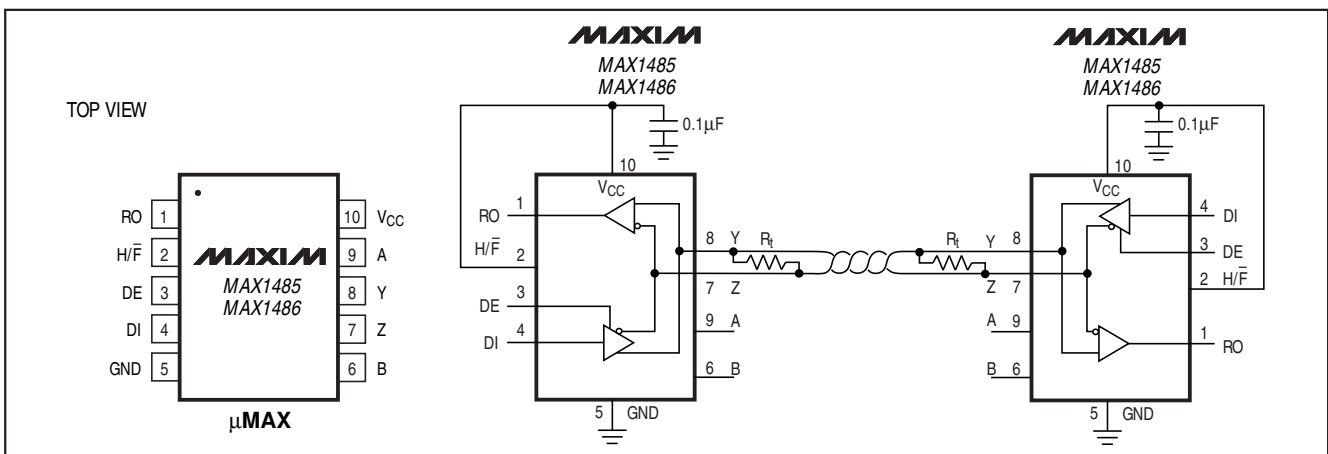 TOP VIEW
RO 1
H/F̅ 2
DE 3
DI 4
GND 5
10 VCC
9 A
8 Y
7 Z
6 B
MAXIM
MAX1485
MAX1486
µMAX
MAXIM
MAX1485
MAX1486
0.1µF
10
VCC
RO 1
H/F̅ 2
DE 3
DI 4
8 Y
Rt
7 Z
9 A
6 B
5 GND
MAXIM
MAX1485
MAX1486
0.1µF
10
VCC
4 DI
3 DE
2 H/F̅
1 RO
Rt
Y 8
Z 7
A 9
B 6
5 GND